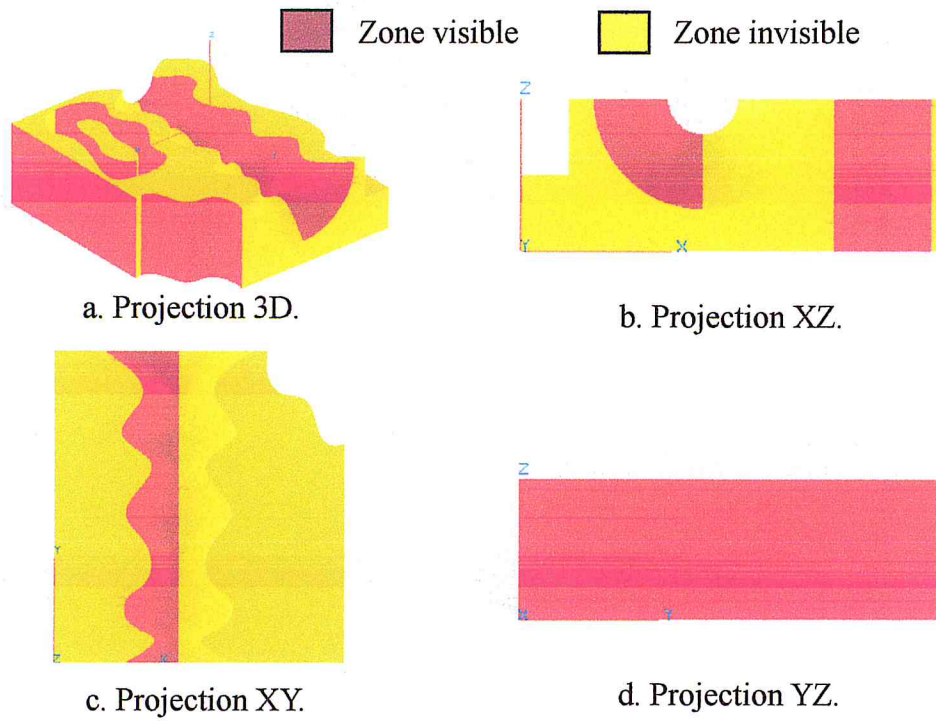 Zone visible
Zone invisible
Z
a. Projection 3D.
Z
Y
X
b. Projection XZ.
Y
Z
X
c. Projection XY.
Z
X
Y
d. Projection YZ.